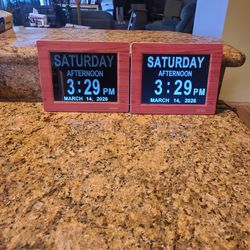 SATURDAY
AFTERNOON
3:29 PM
MARCH 14, 2026
SATURDAY
AFTERNOON
3:29 PM
MARCH 14, 2026